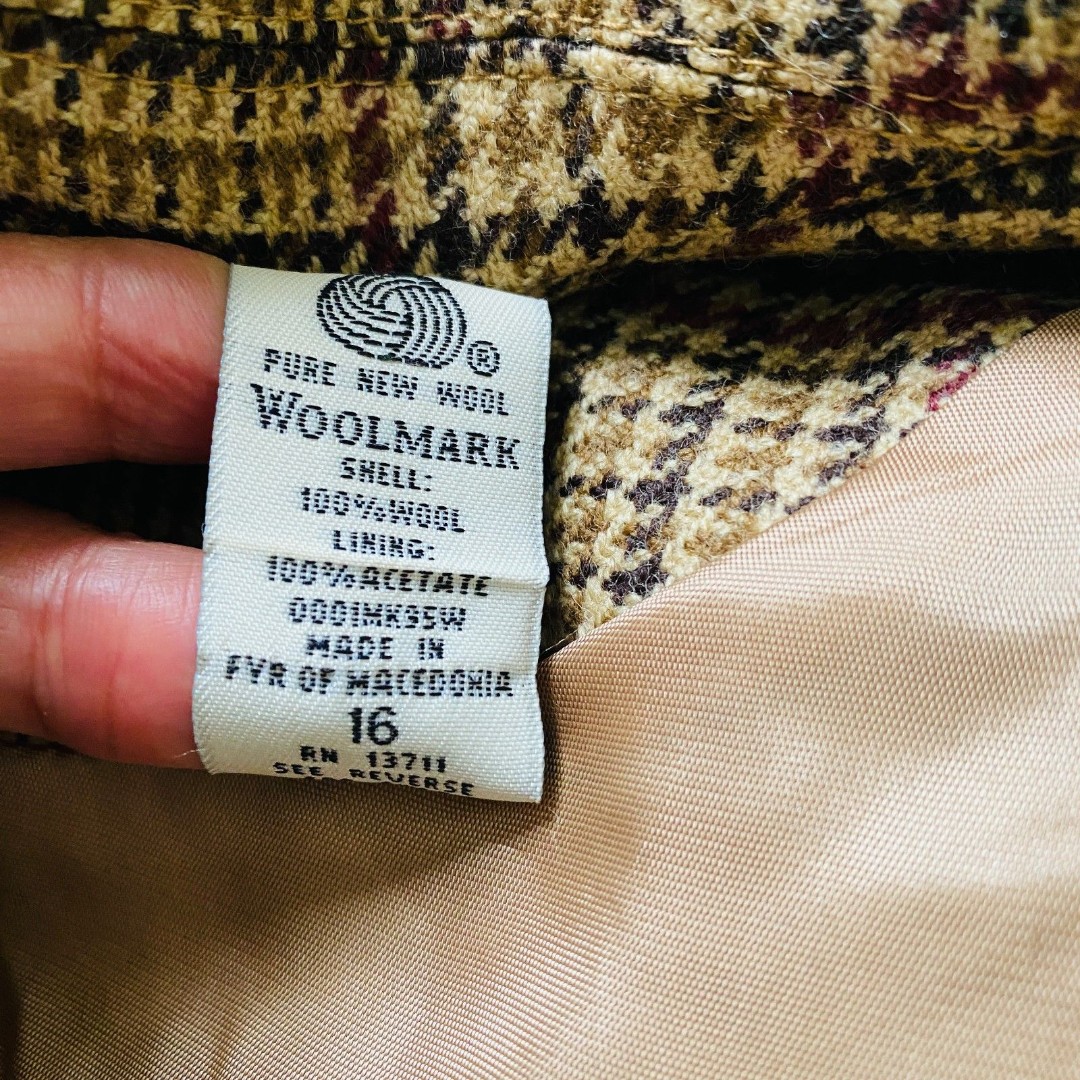 ®
PURE NEW WOOL
WOOLMARK
SHELL:
100%WOOL
LINING:
100%ACETATE
0001MK95W
MADE IN
FYR OF MACEDONIA
16
RN 13711
SEE REVERSE